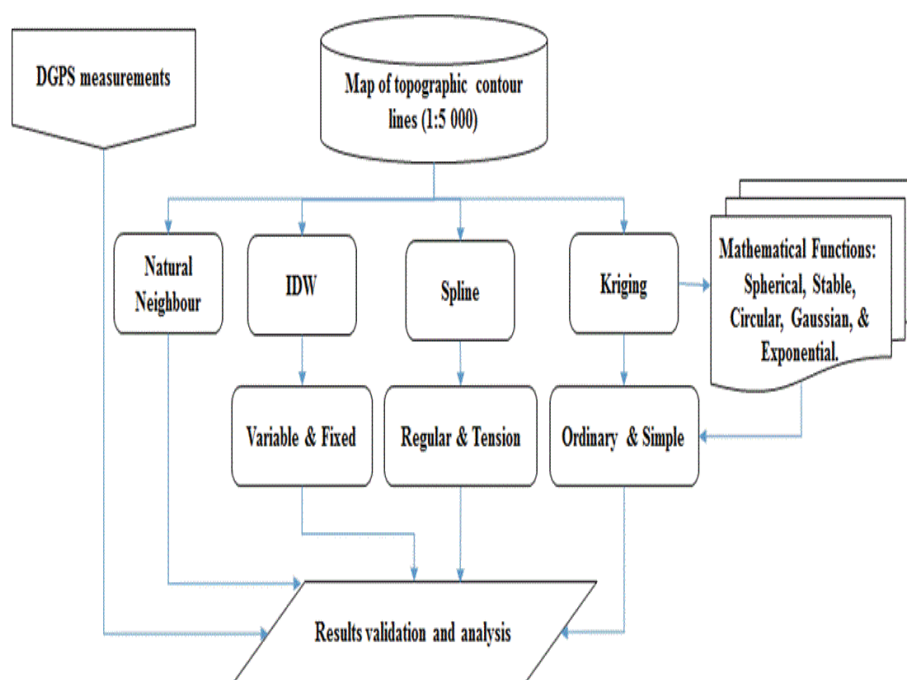 DGPS measurements
Map of topographic contour
lines (1:5 000)
Natural
Neighbour
IDW
Spline
Kriging
Mathematical Functions:
Spherical, Stable,
Circular, Gaussian, &
Exponential.
Variable & Fixed
Regular & Tension
Ordinary & Simple
Results validation and analysis